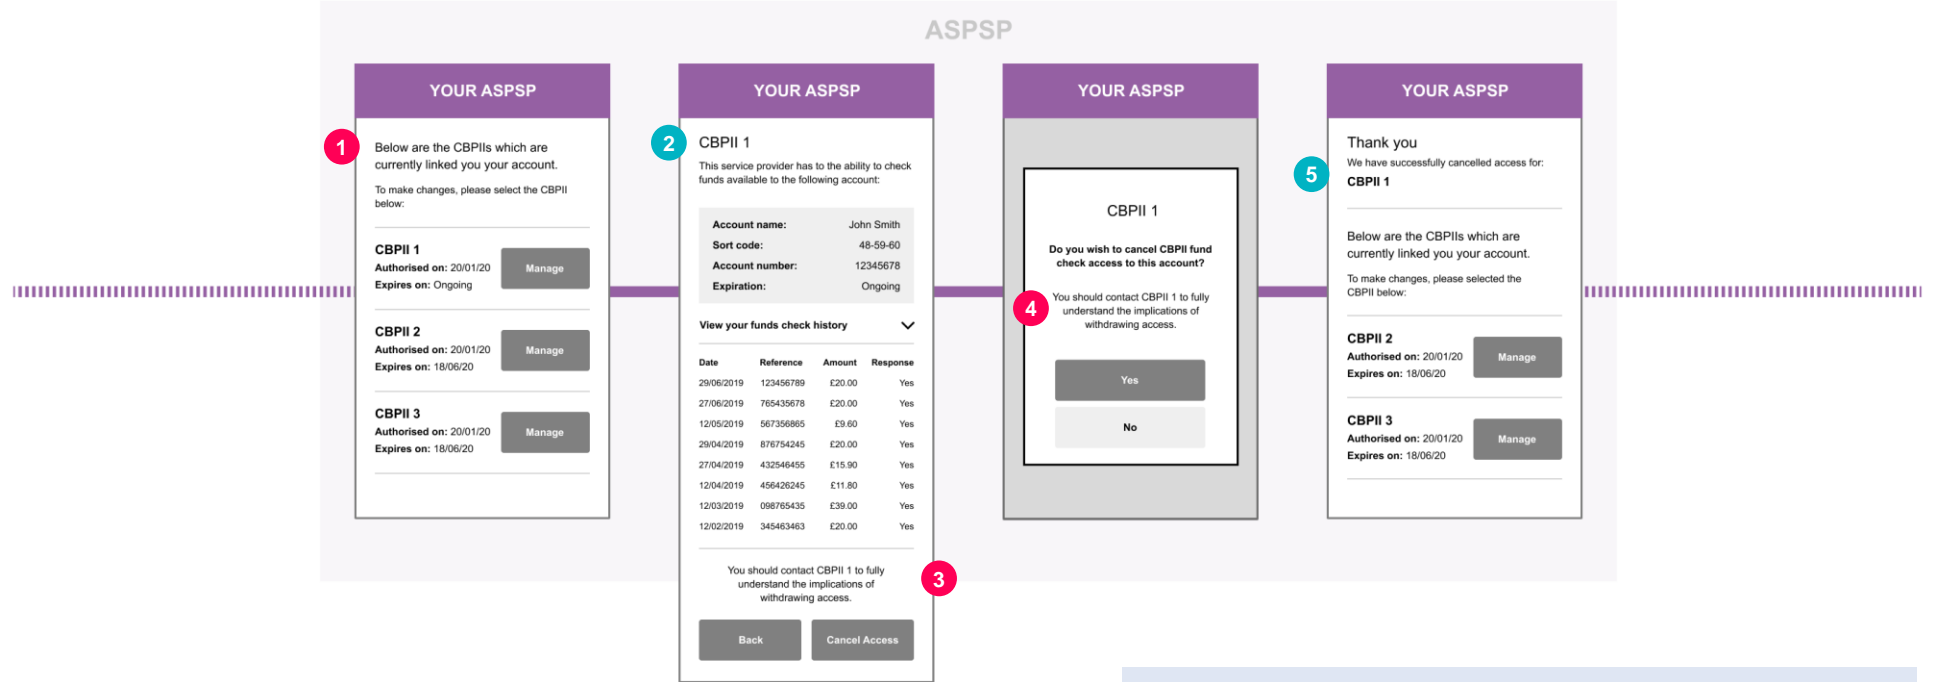 ASPSP
YOUR ASPSP
1
Below are the CBPIIs which are
currently linked you your account.
To make changes, please select the CBPII
below:
CBPII 1
Authorised on: 20/01/20
Expires on: Ongoing
Manage
CBPII 2
Authorised on: 20/01/20
Expires on: 18/06/20
Manage
CBPII 3
Authorised on: 20/01/20
Expires on: 18/06/20
Manage
YOUR ASPSP
2
CBPII 1
This service provider has to the ability to check
funds available to the following account:
Account name: John Smith
Sort code: 48-59-60
Account number: 12345678
Expiration: Ongoing
View your funds check history
Date Reference Amount Response
29/06/2019 123456789 £20.00 Yes
27/06/2019 765435678 £20.00 Yes
12/05/2019 567356865 £9.60 Yes
29/04/2019 876754245 £20.00 Yes
27/04/2019 432546455 £15.90 Yes
12/04/2019 456426245 £11.80 Yes
12/03/2019 098765435 £39.00 Yes
12/02/2019 345463463 £20.00 Yes
3
You should contact CBPII 1 to fully
understand the implications of
withdrawing access.
Back
Cancel Access
YOUR ASPSP
CBPII 1
Do you wish to cancel CBPII fund
check access to this account?
4
You should contact CBPII 1 to fully
understand the implications of
withdrawing access.
Yes
No
YOUR ASPSP
Thank you
5
We have successfully cancelled access for:
CBPII 1
Below are the CBPIIs which are
currently linked you your account.
To make changes, please selected the
CBPII below:
CBPII 2
Authorised on: 20/01/20
Expires on: 18/06/20
Manage
CBPII 3
Authorised on: 20/01/20
Expires on: 18/06/20
Manage